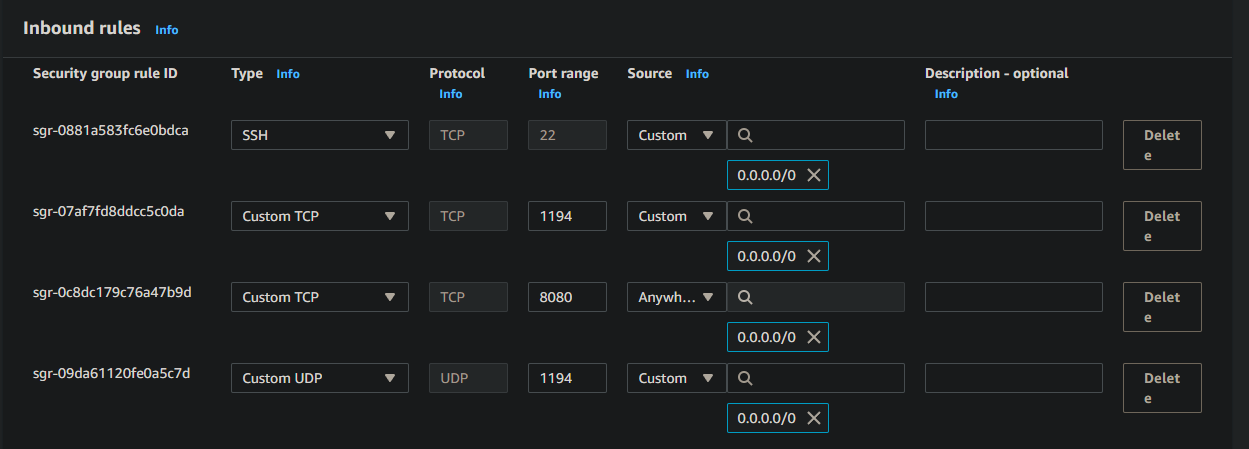 Inbound rules Info
Security group rule ID Type Info Protocol Port range Source Info Description - optional
Info Info Info
sgr-0881a583fc6e0bdca SSH TCP 22 Custom Delet
e
0.0.0.0/0
sgr-07af7fd8ddcc5c0da Custom TCP TCP 1194 Custom Delet
e
0.0.0.0/0
sgr-0c8dc179c76a47b9d Custom TCP TCP 8080 Anywh... Delet
e
0.0.0.0/0
sgr-09da61120fe0a5c7d Custom UDP UDP 1194 Custom Delet
e
0.0.0.0/0